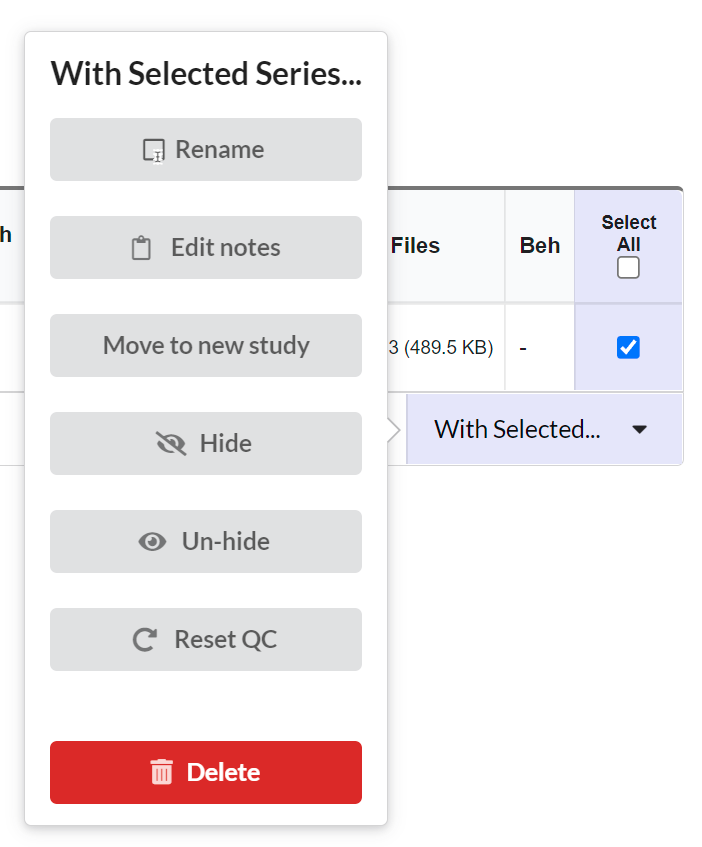 With Selected Series...
Rename
Edit notes
Move to new study
Hide
Un-hide
Reset QC
Delete
h
Files
Beh
Select
All
3 (489.5 KB)
-
With Selected...